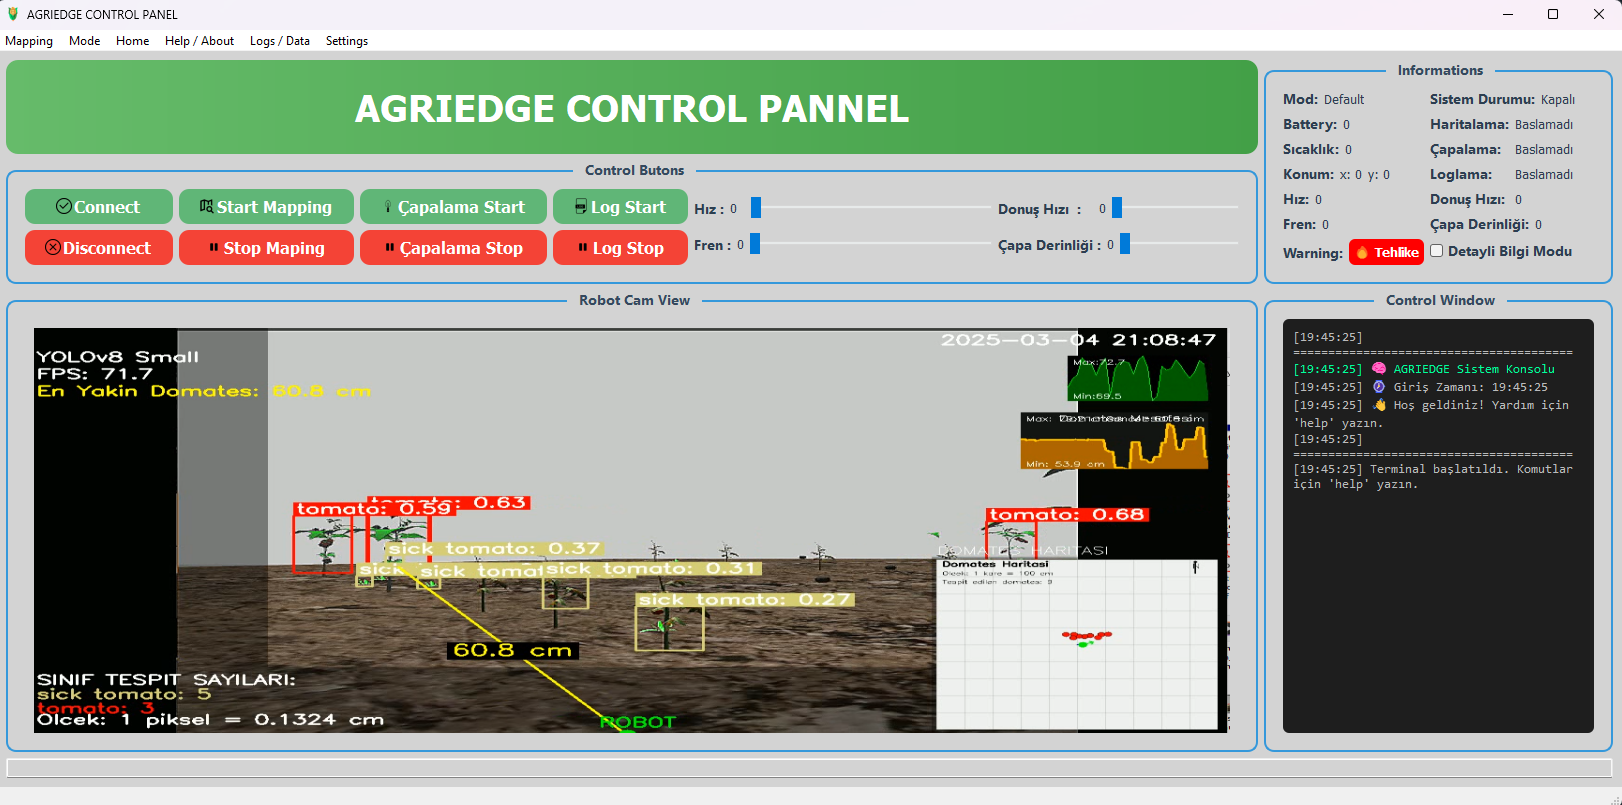 AGRIEDGE CONTROL PANEL
Mapping Mode Home Help / About Logs / Data Settings
AGRIEDGE CONTROL PANNEL
Control Butons
Connect Start Mapping Çapalama Start Log Start
Hız : 0 Donuş Hızı : 0
Disconnect Stop Maping Çapalama Stop Log Stop
Fren : 0 Çapa Derinliği : 0
Informations
Mod: Default Sistem Durumu: Kapalı
Battery: 0 Haritalama: Baslamadı
Sıcaklık: 0 Çapalama: Baslamadı
Konum: x: 0 y: 0 Loglama: Baslamadı
Hız: 0 Donuş Hızı: 0
Fren: 0 Çapa Derinliği: 0
Warning: Tehlike Detayli Bilgi Modu
Robot Cam View
2025-03-04 21:08:47
YOLOv8 Small
FPS: 71.7
En Yakin Domates: 60.8 cm
Max:72.7
Min:69.5
Min: 53.9 cm
tomato: 0.63
tomato: 0.59
tomato: 0.68
sick tomato: 0.37
sick tomato: 0.31
sick tomato: 0.27
60.8 cm
DOMATES HARITASI
Domates Haritasi
Olcek: 1 kare = 100 cm
Tespit edilen domates: 8
SINIF TESPIT SAYILARI:
sick tomato: 5
tomato: 3
Olcek: 1 piksel = 0.1324 cm
ROBOT
Control Window
[19:45:25]
========================================
[19:45:25] AGRIEDGE Sistem Konsolu
[19:45:25] Giriş Zamanı: 19:45:25
[19:45:25] Hoş geldiniz! Yardım için
'help' yazın.
[19:45:25]
========================================
[19:45:25] Terminal başlatıldı. Komutlar
için 'help' yazın.